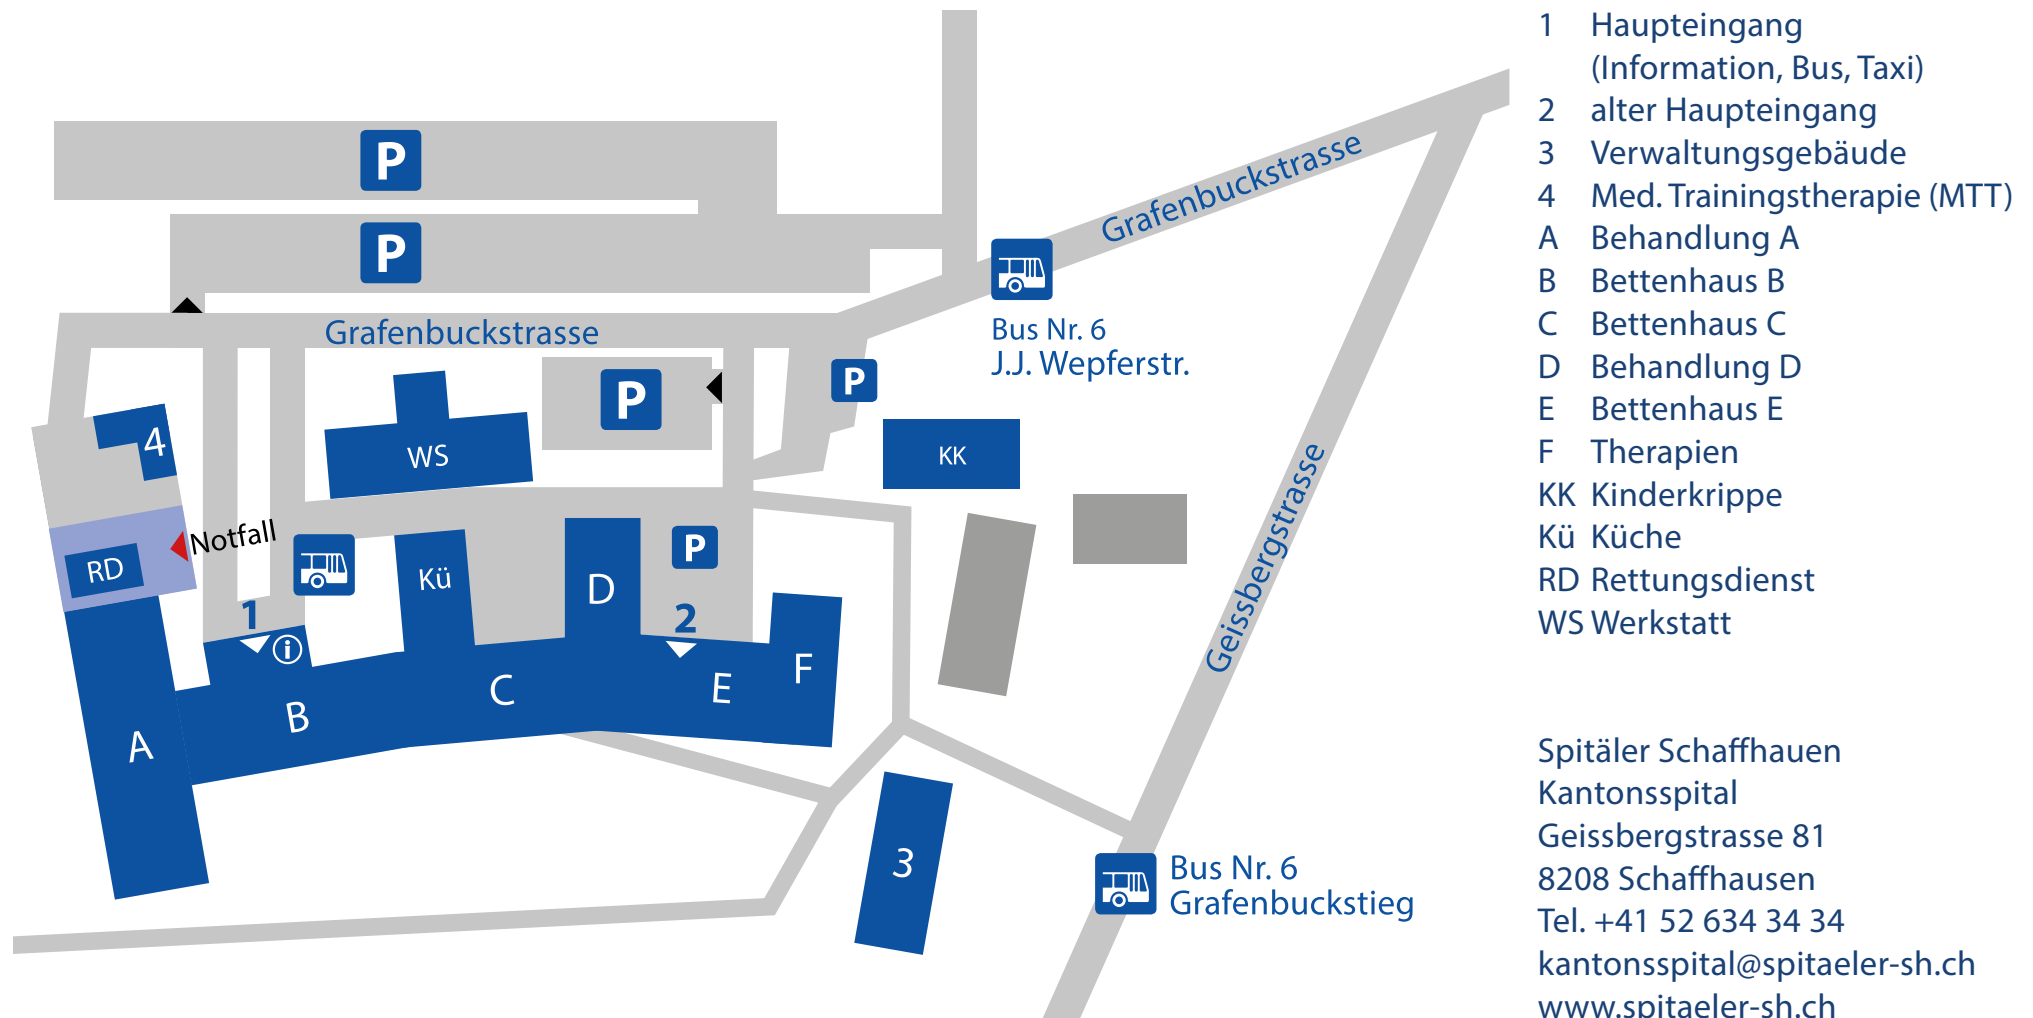 P
P
Grafenbuckstrasse
Grafenbuckstrasse
Bus Nr. 6
J.J. Wepferstr.
P
P
4
WS
KK
Notfall
RD
Kü
D
P
1
i
2
Geissbergstrasse
A
B
C
E
F
3
Bus Nr. 6
Grafenbuckstieg
1 Haupteingang
(Information, Bus, Taxi)
2 alter Haupteingang
3 Verwaltungsgebäude
4 Med. Trainingstherapie (MTT)
A Behandlung A
B Bettenhaus B
C Bettenhaus C
D Behandlung D
E Bettenhaus E
F Therapien
KK Kinderkrippe
Kü Küche
RD Rettungsdienst
WS Werkstatt
Spitäler Schaffhauen
Kantonsspital
Geissbergstrasse 81
8208 Schaffhausen
Tel. +41 52 634 34 34
kantonsspital@spitaeler-sh.ch
www.spitaeler-sh.ch